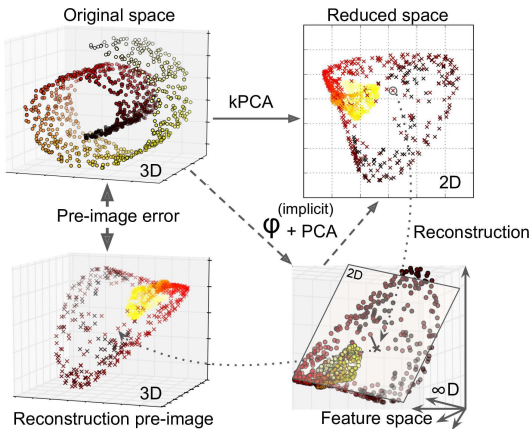 Original space
Reduced space
kPCA
3D
2D
Pre-image error
φ (implicit)
+ PCA
Reconstruction
2D
3D
∞D
Reconstruction pre-image
Feature space